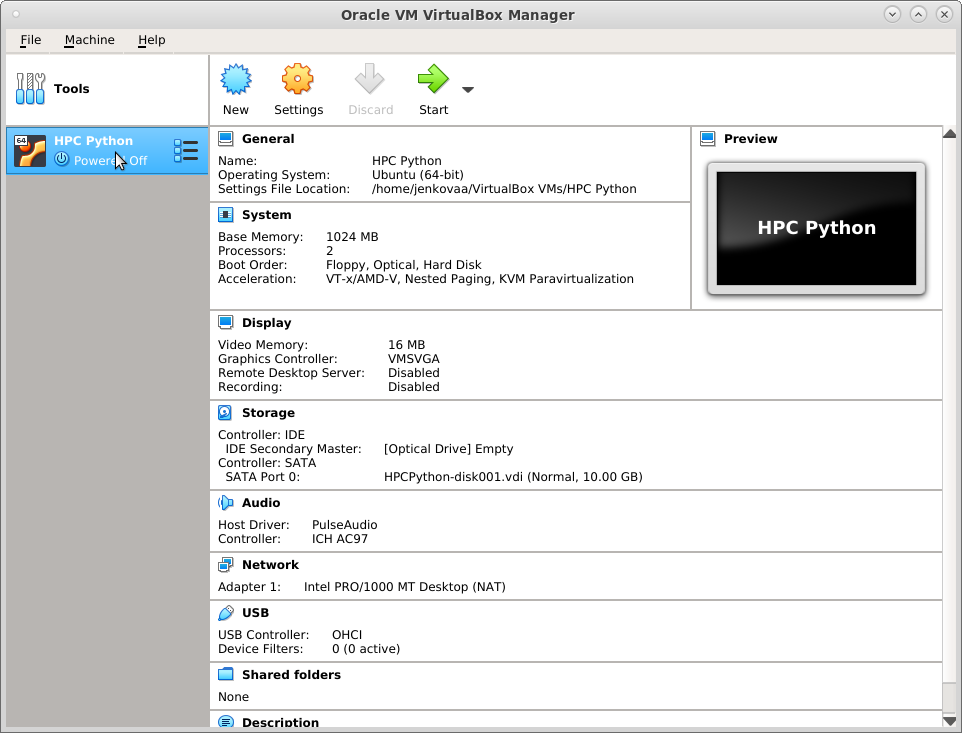 Oracle VM VirtualBox Manager
File Machine Help
Tools
New Settings Discard Start
64
HPC Python
Powered Off
General
Name: HPC Python
Operating System: Ubuntu (64-bit)
Settings File Location: /home/jenkovaa/VirtualBox VMs/HPC Python
Preview
HPC Python
System
Base Memory: 1024 MB
Processors: 2
Boot Order: Floppy, Optical, Hard Disk
Acceleration: VT-x/AMD-V, Nested Paging, KVM Paravirtualization
Display
Video Memory: 16 MB
Graphics Controller: VMSVGA
Remote Desktop Server: Disabled
Recording: Disabled
Storage
Controller: IDE
IDE Secondary Master: [Optical Drive] Empty
Controller: SATA
SATA Port 0: HPCPython-disk001.vdi (Normal, 10.00 GB)
Audio
Host Driver: PulseAudio
Controller: ICH AC97
Network
Adapter 1: Intel PRO/1000 MT Desktop (NAT)
USB
USB Controller: OHCI
Device Filters: 0 (0 active)
Shared folders
None
Description